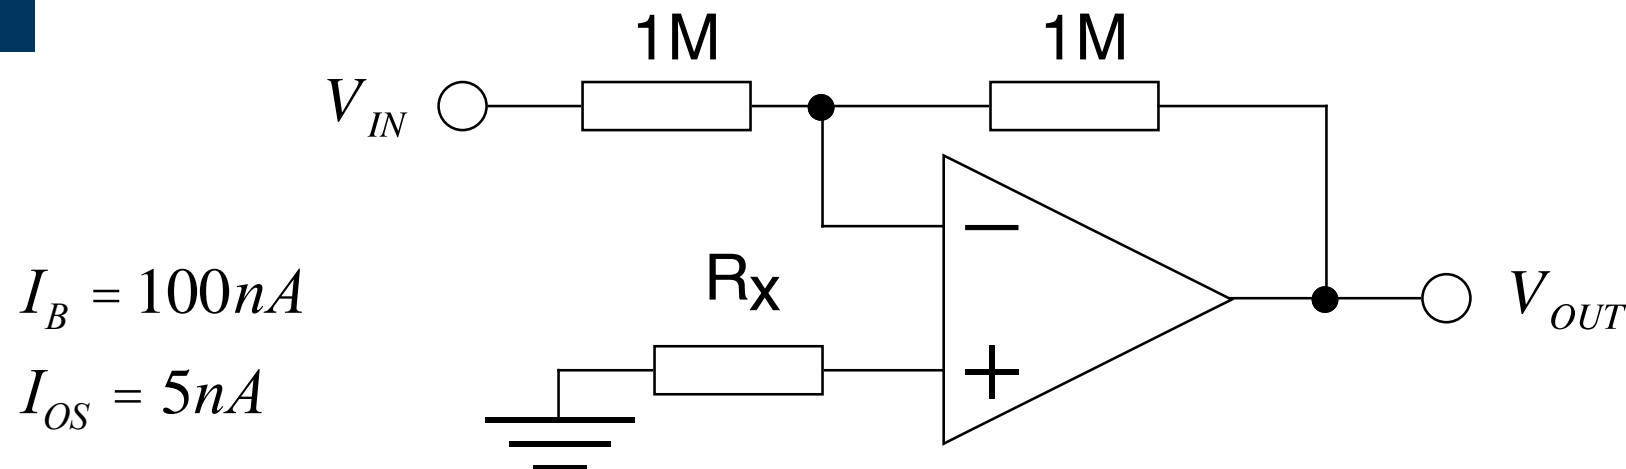 1M
1M
V_IN
Rx
I_B = 100nA
V_OUT
I_OS = 5nA